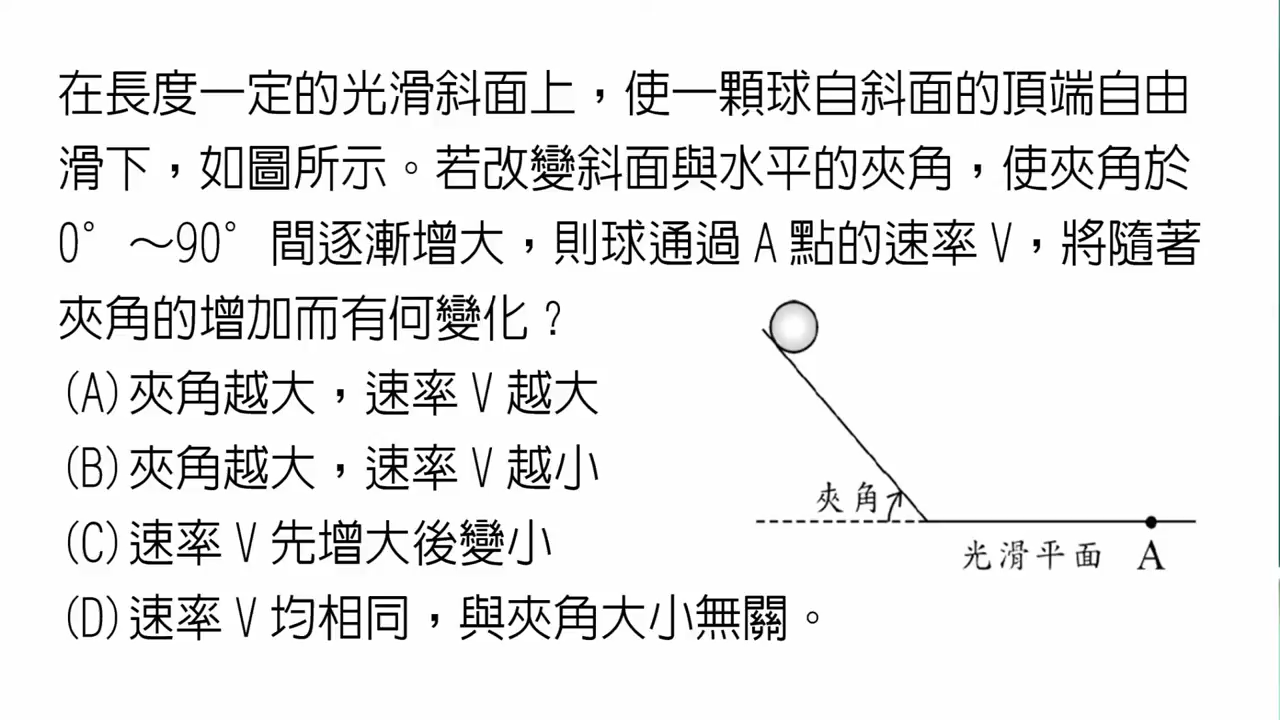 在長度一定的光滑斜面上，使一顆球自斜面的頂端自由
滑下，如圖所示。若改變斜面與水平的夾角，使夾角於
0°～90°間逐漸增大，則球通過 A 點的速率 V，將隨著
夾角的增加而有何變化？
(A)夾角越大，速率 V 越大
(B)夾角越大，速率 V 越小
(C)速率 V 先增大後變小
(D)速率 V 均相同，與夾角大小無關。
夾角
光滑平面 A